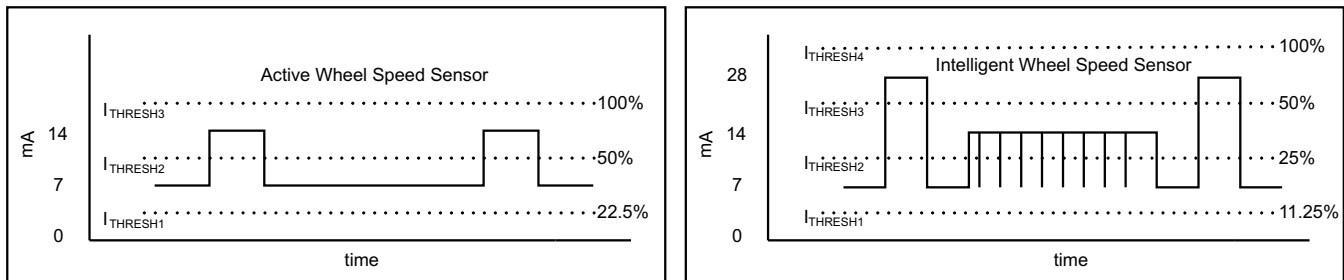 Active Wheel Speed Sensor
I_THRESH3 100%
14
mA
I_THRESH2 50%
7
I_THRESH1 22.5%
0
time
I_THRESH4 100%
Intelligent Wheel Speed Sensor
28
I_THRESH3 50%
14
mA
I_THRESH2 25%
7
I_THRESH1 11.25%
0
time